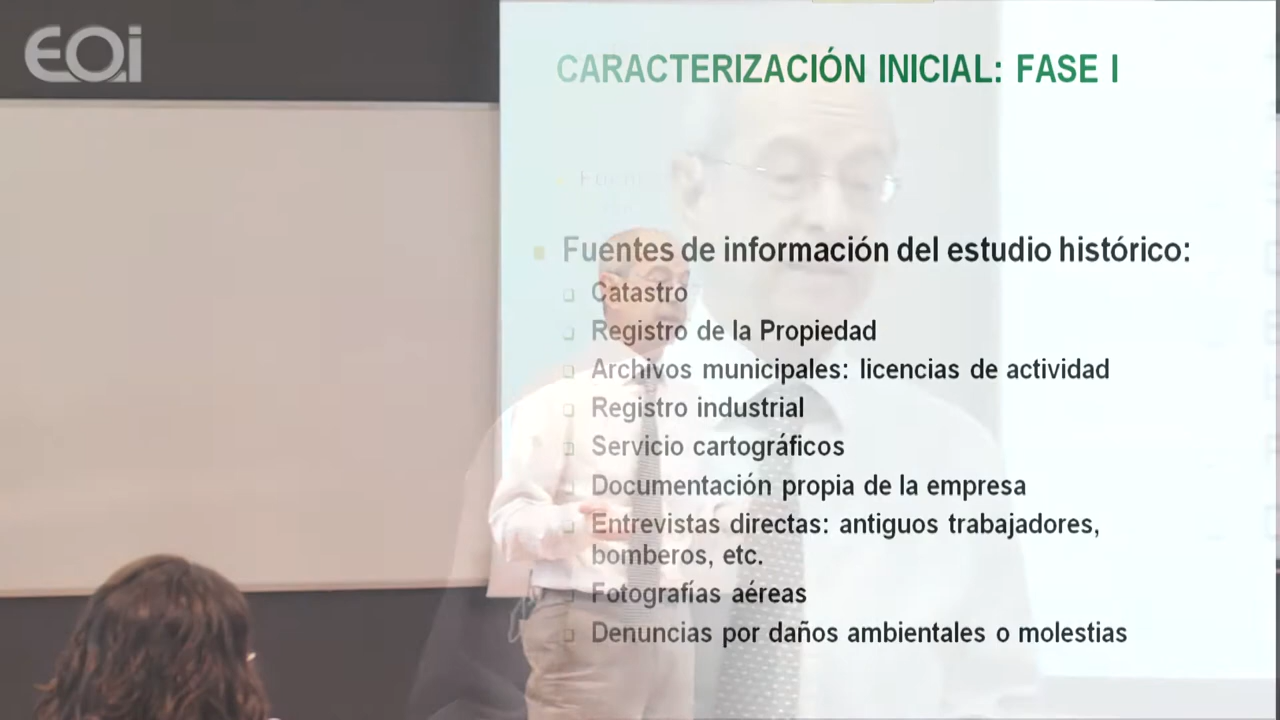 EOi
CARACTERIZACIÓN INICIAL: FASE I
Fuentes de información del estudio histórico:
Catastro
Registro de la Propiedad
Archivos municipales: licencias de actividad
Registro industrial
Servicio cartográficos
Documentación propia de la empresa
Entrevistas directas: antiguos trabajadores,
bomberos, etc.
Fotografías aéreas
Denuncias por daños ambientales o molestias